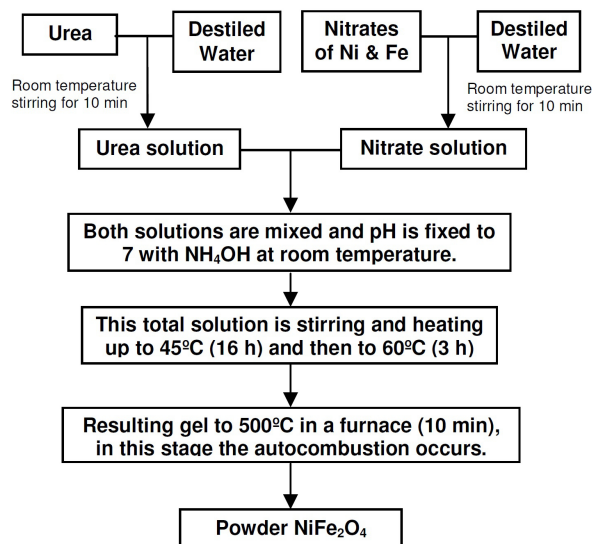 Urea
Destiled
Water
Nitrates
of Ni & Fe
Destiled
Water
Room temperature
stirring for 10 min
Room temperature
stirring for 10 min
Urea solution
Nitrate solution
Both solutions are mixed and pH is fixed to
7 with NH₄OH at room temperature.
This total solution is stirring and heating
up to 45ºC (16 h) and then to 60ºC (3 h)
Resulting gel to 500ºC in a furnace (10 min),
in this stage the autocombustion occurs.
Powder NiFe₂O₄